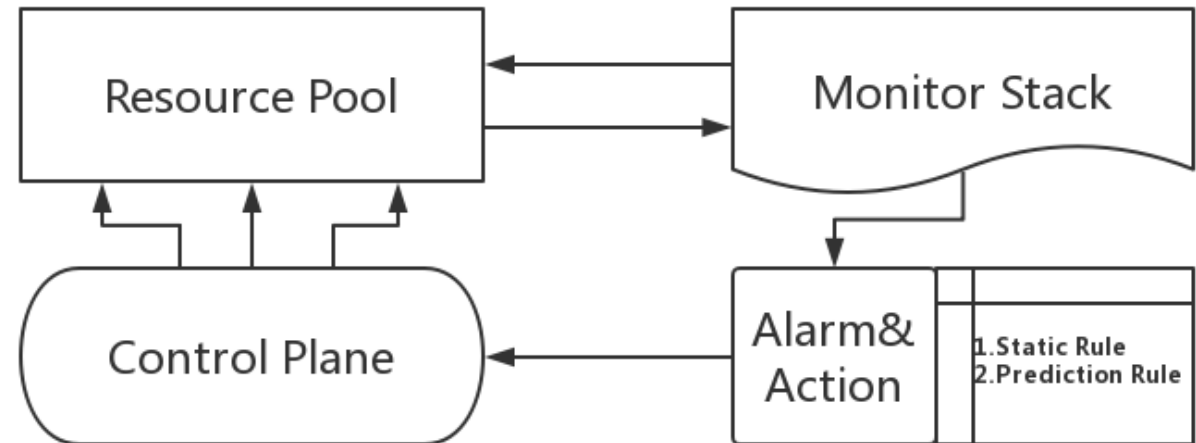 Resource Pool
Monitor Stack
Control Plane
Alarm&
Action
1.Static Rule
2.Prediction Rule